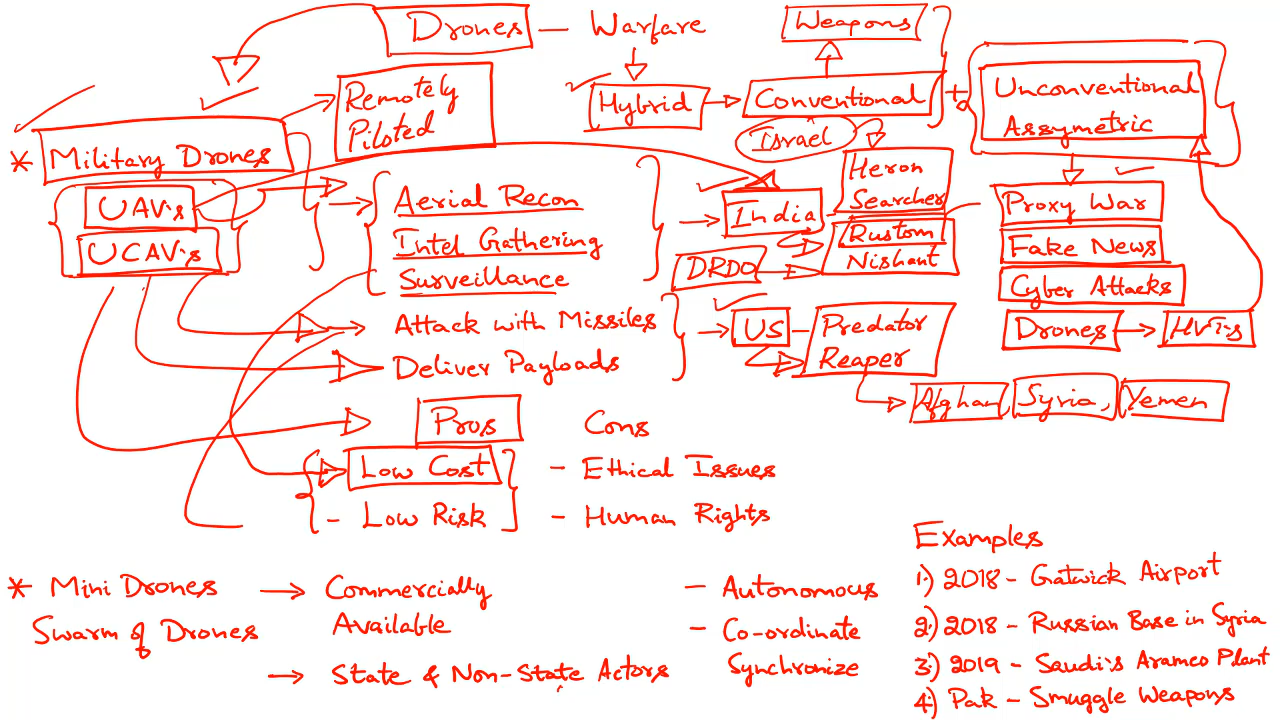 Drones — Warfare
Weapons
Hybrid
Conventional
+
Unconventional
Assymetric
Remotely
Piloted
* Military Drones
UAV's
UCAV's
Aerial Recon
Intel Gathering
Surveillance
Attack with Missiles
Deliver Payloads
Israel
India
Heron
Searcher
Rustom
Nishant
DRDO
US
Predator
Reaper
Afghan, Syria, Yemen
Proxy War
Fake News
Cyber Attacks
Drones
HVT's
Pros
Low Cost
- Low Risk
Cons
- Ethical Issues
- Human Rights
* Mini Drones
Swarm of Drones
Commercially
Available
State & Non-State Actors
- Autonomous
- Co-ordinate
Synchronize
Examples
1.) 2018 - Gatwick Airport
2.) 2018 - Russian Base in Syria
3.) 2019 - Saudi's Aramco Plant
4.) Pak - Smuggle Weapons